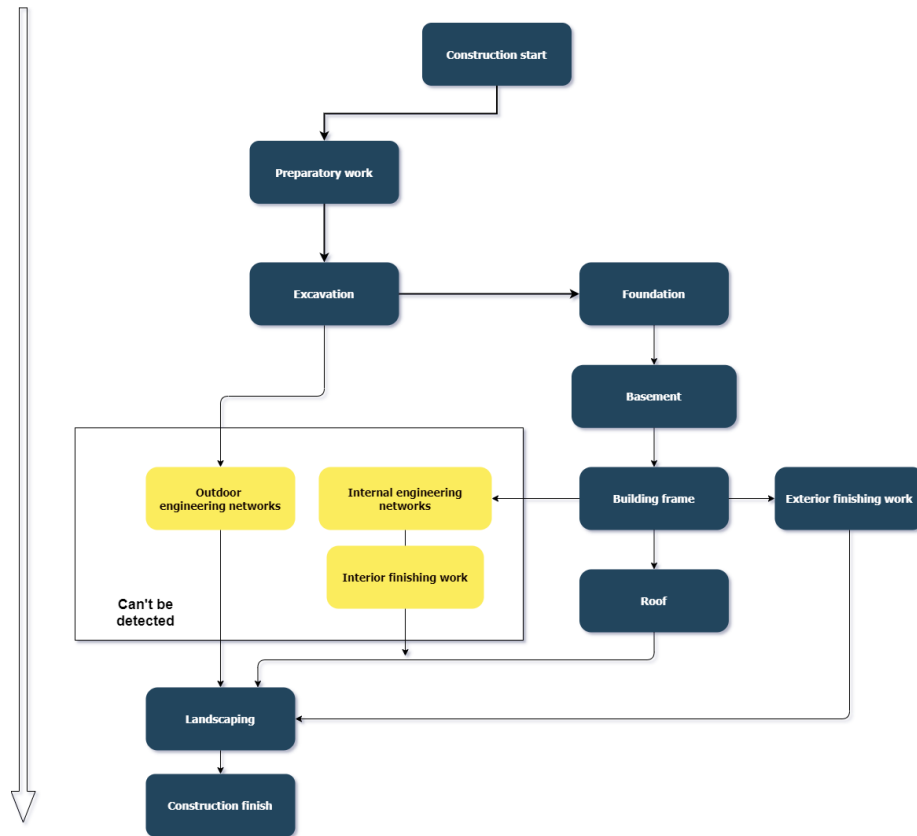 Construction start
Preparatory work
Excavation
Foundation
Basement
Outdoor
engineering networks
Internal engineering
networks
Building frame
Exterior finishing work
Interior finishing work
Roof
Can't be
detected
Landscaping
Construction finish